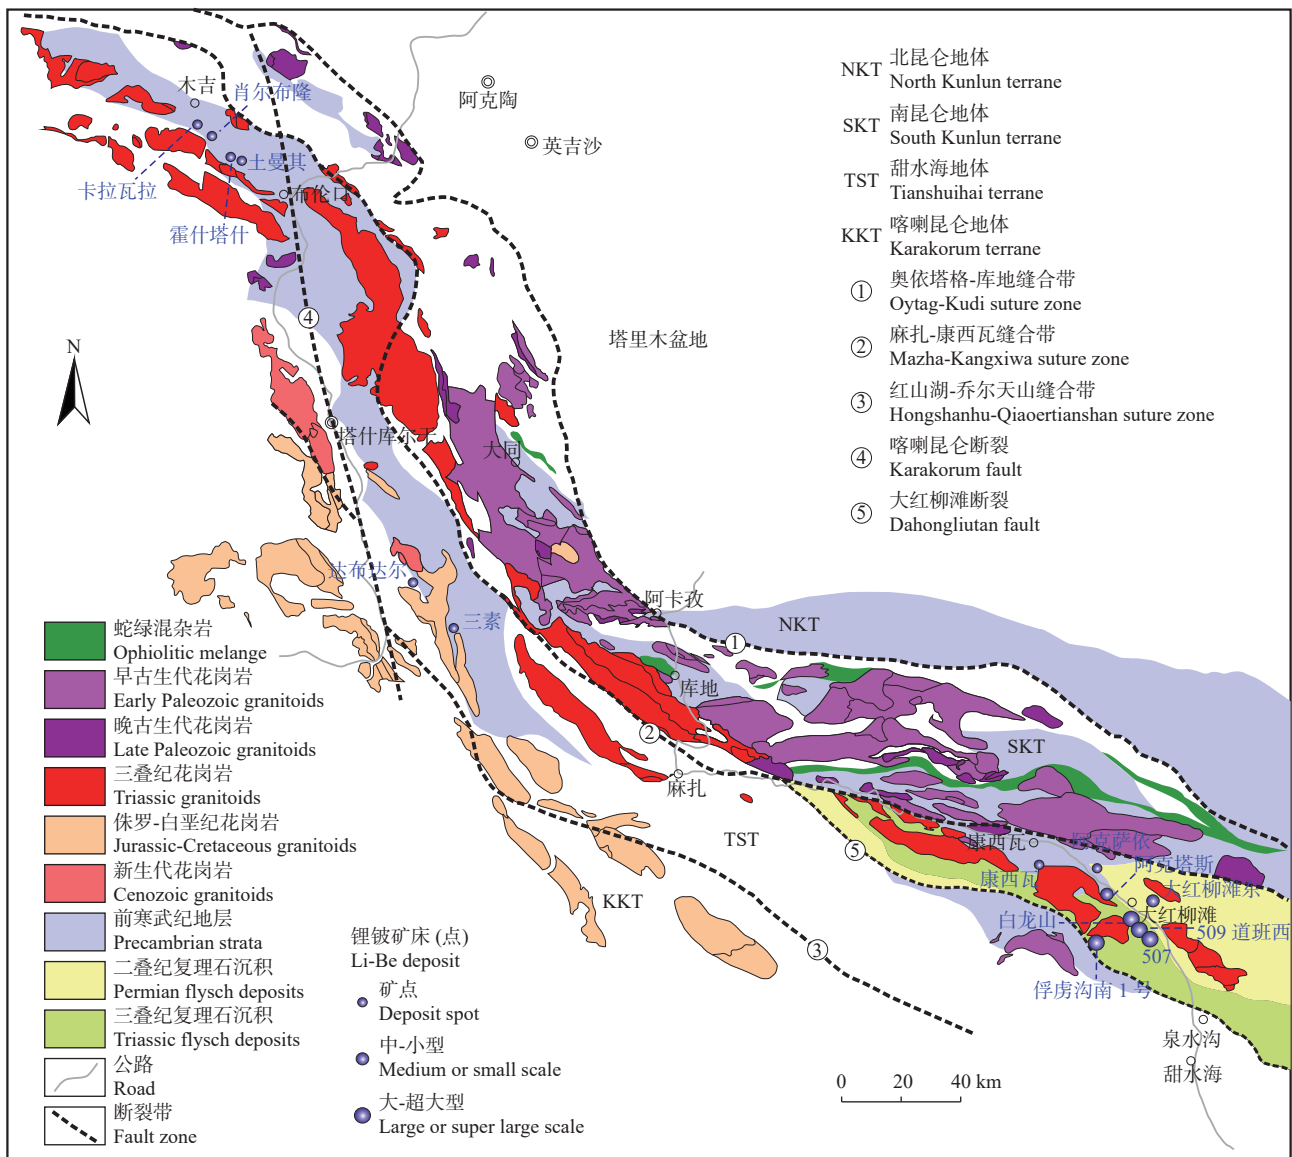 木吉
肖尔布隆
阿克陶
英吉沙
土曼其
卡拉瓦拉
布伦口
霍什塔什
④
N
塔里木盆地
塔什库尔干
大同
达布达尔
三素
阿卡孜
NKT
①
库地
②
SKT
麻扎
TST
⑤
康西瓦
阿克萨依
康西瓦
阿克塔斯
大红柳滩东
KKT
白龙山
大红柳滩
509 道班西
507
③
俘虏沟南 1 号
泉水沟
甜水海
NKT 北昆仑地体
North Kunlun terrane
SKT 南昆仑地体
South Kunlun terrane
TST 甜水海地体
Tianshuihai terrane
KKT 喀喇昆仑地体
Karakorum terrane
① 奥依塔格-库地缝合带
Oytag-Kudi suture zone
② 麻扎-康西瓦缝合带
Mazha-Kangxiwa suture zone
③ 红山湖-乔尔天山缝合带
Hongshanhu-Qiaoertianshan suture zone
④ 喀喇昆仑断裂
Karakorum fault
⑤ 大红柳滩断裂
Dahongliutan fault
蛇绿混杂岩
Ophiolitic melange
早古生代花岗岩
Early Paleozoic granitoids
晚古生代花岗岩
Late Paleozoic granitoids
三叠纪花岗岩
Triassic granitoids
侏罗-白垩纪花岗岩
Jurassic-Cretaceous granitoids
新生代花岗岩
Cenozoic granitoids
前寒武纪地层
Precambrian strata
二叠纪复理石沉积
Permian flysch deposits
三叠纪复理石沉积
Triassic flysch deposits
公路
Road
断裂带
Fault zone
锂铍矿床 (点)
Li-Be deposit
矿点
Deposit spot
中-小型
Medium or small scale
大-超大型
Large or super large scale
0 20 40 km